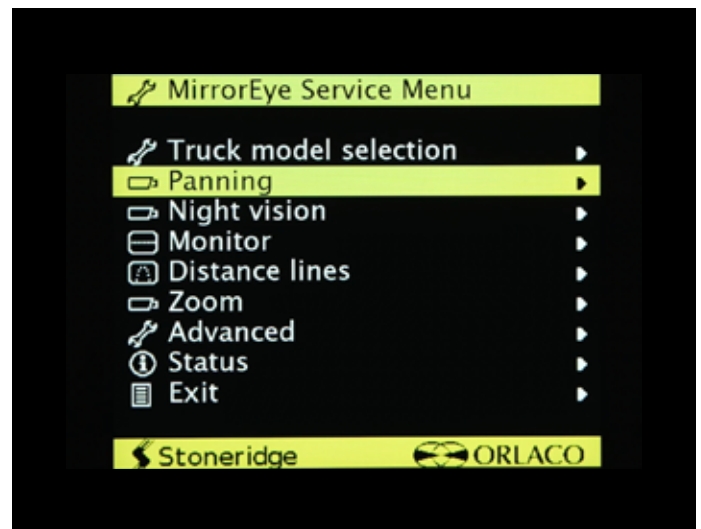 MirrorEye Service Menu
Truck model selection
Panning
Night vision
Monitor
Distance lines
Zoom
Advanced
Status
Exit
Stoneridge ORLACO